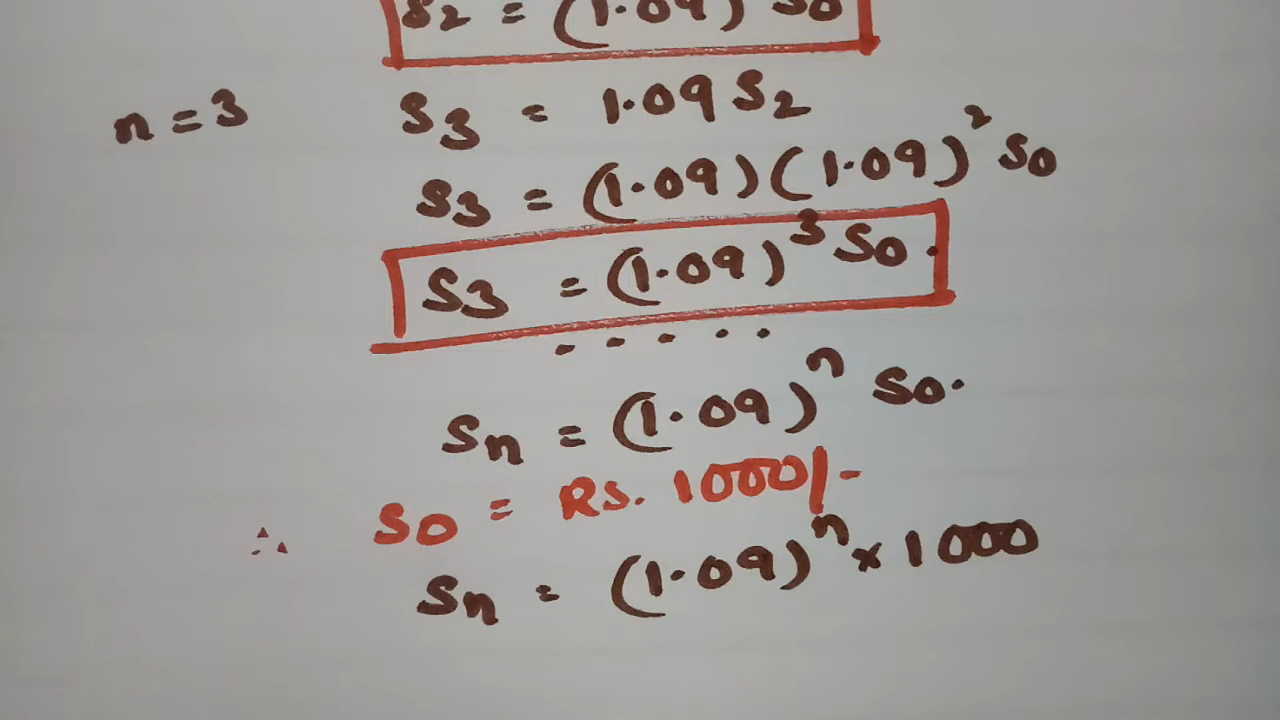 S2 = (1.09) S0
n = 3 S3 = 1.09 S2
S3 = (1.09)(1.09)² S0
S3 = (1.09)³ S0.
. . . . .
Sn = (1.09)ⁿ S0.
∴ S0 = Rs. 1000/-
Sn = (1.09)ⁿ × 1000